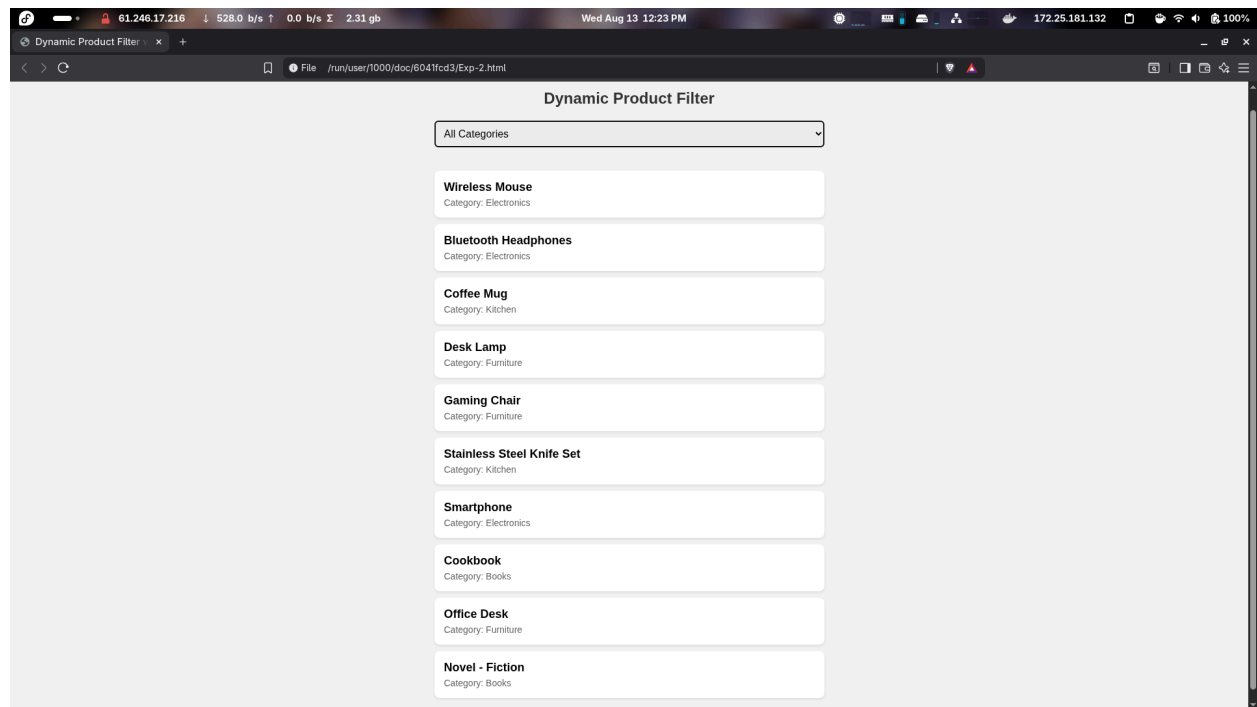 61.246.17.216 ↓ 528.0 b/s ↑ 0.0 b/s Σ 2.31 gb Wed Aug 13 12:23 PM 172.25.181.132 100%
Dynamic Product Filter
File /run/user/1000/doc/6041fcd3/Exp-2.html
Dynamic Product Filter
All Categories
Wireless Mouse
Category: Electronics
Bluetooth Headphones
Category: Electronics
Coffee Mug
Category: Kitchen
Desk Lamp
Category: Furniture
Gaming Chair
Category: Furniture
Stainless Steel Knife Set
Category: Kitchen
Smartphone
Category: Electronics
Cookbook
Category: Books
Office Desk
Category: Furniture
Novel - Fiction
Category: Books